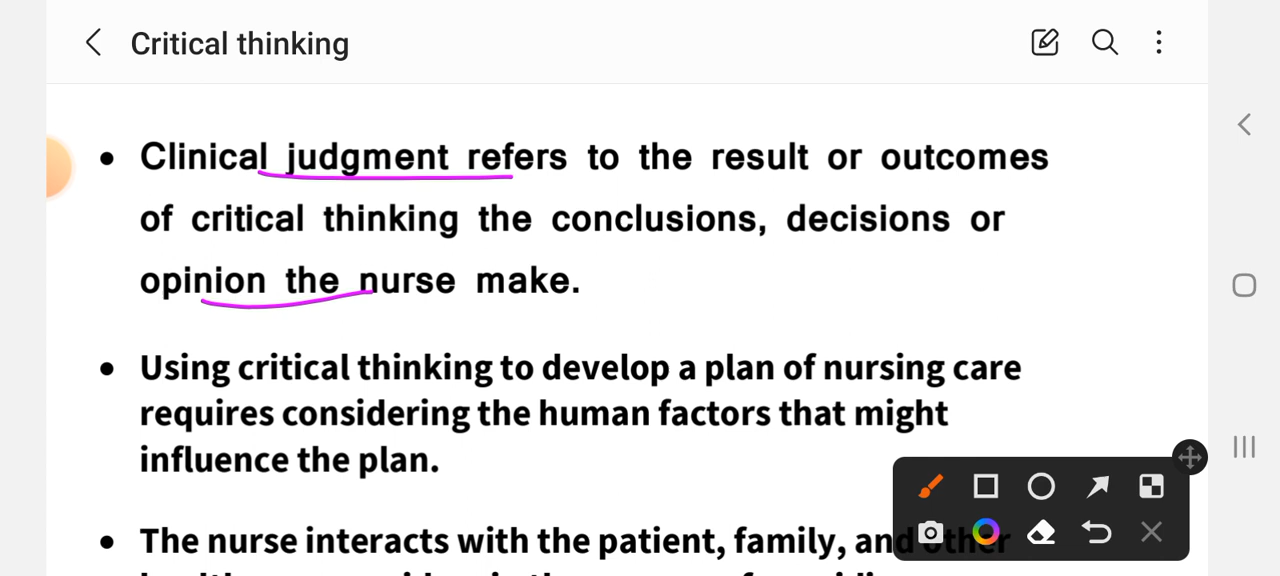 Critical thinking
• Clinical judgment refers to the result or outcomes
of critical thinking the conclusions, decisions or
opinion the nurse make.
• Using critical thinking to develop a plan of nursing care
requires considering the human factors that might
influence the plan.
• The nurse interacts with the patient, family, and other